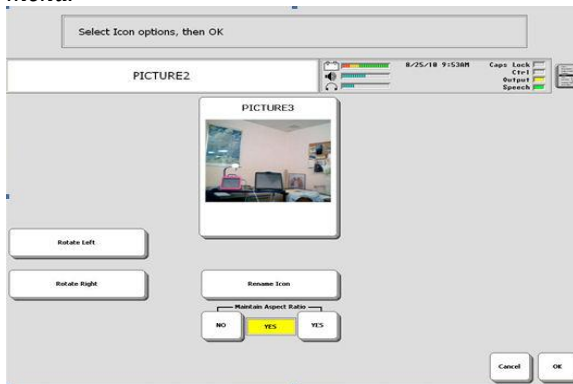 Select Icon options, then OK
PICTURE2
8/25/10 9:53AM
Caps Lock
Ctrl
Output
Speech
PICTURE3
Rotate Left
Rotate Right
Rename Icon
Maintain Aspect Ratio
NO YES YES
Cancel OK